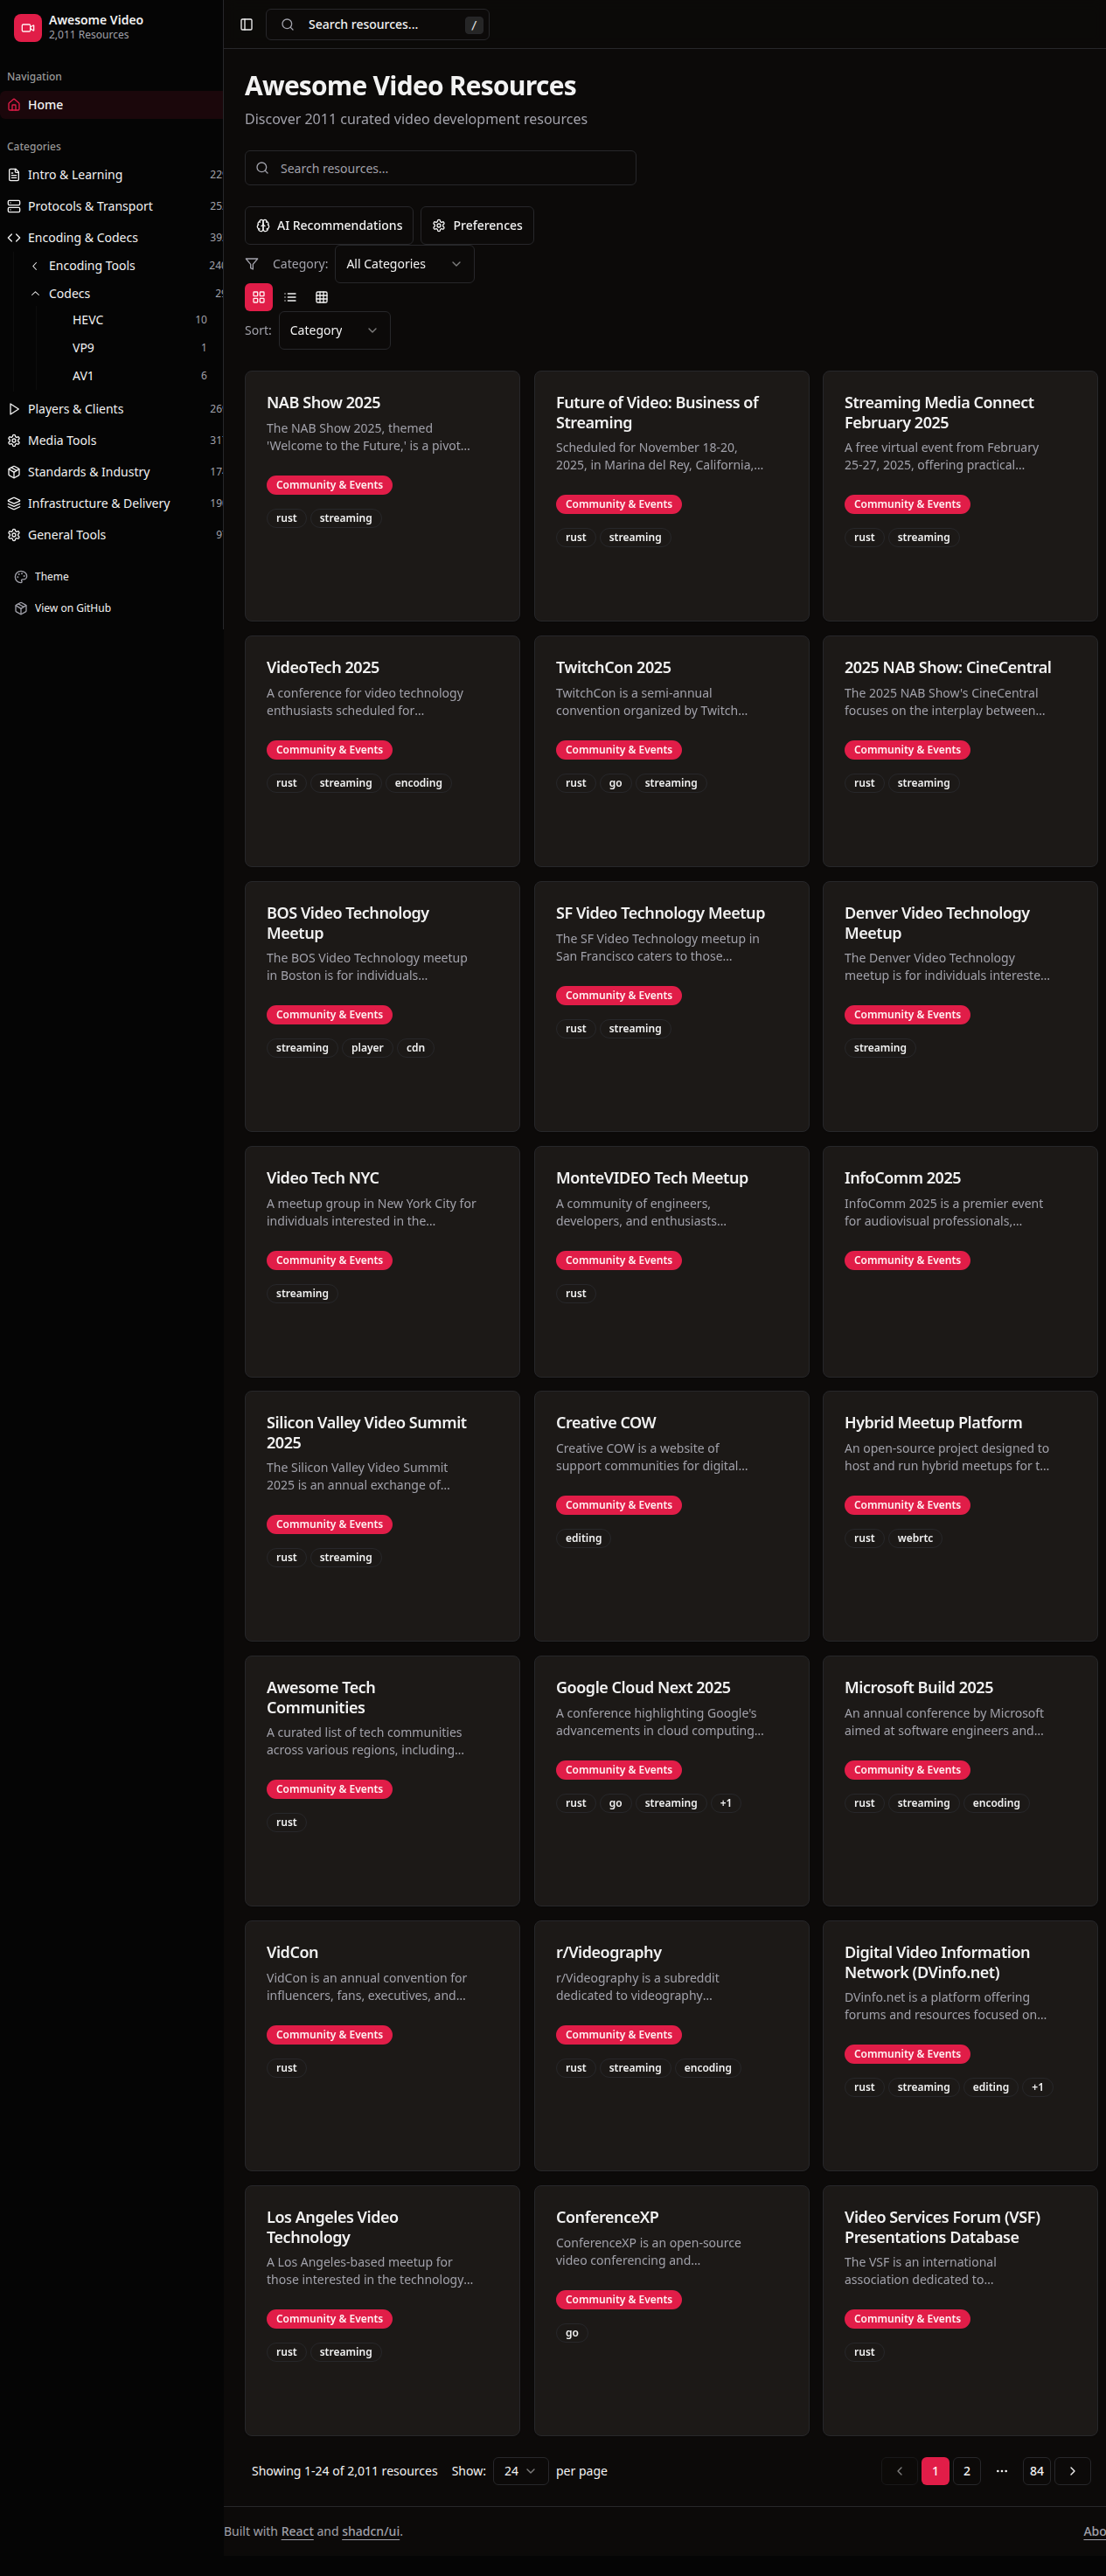 Awesome Video
2,011 Resources
Navigation
Home
Categories
Intro & Learning
Protocols & Transport
Encoding & Codecs
Encoding Tools
Codecs
HEVC 10
VP9 1
AV1 6
Players & Clients
Media Tools
Standards & Industry
Infrastructure & Delivery
General Tools
Theme
View on GitHub
Search resources... /
Awesome Video Resources
Discover 2011 curated video development resources
Search resources...
AI Recommendations Preferences
Category: All Categories
Sort: Category
NAB Show 2025
The NAB Show 2025, themed
'Welcome to the Future,' is a pivot...
Community & Events
rust streaming
Future of Video: Business of
Streaming
Scheduled for November 18-20,
2025, in Marina del Rey, California,...
Community & Events
rust streaming
Streaming Media Connect
February 2025
A free virtual event from February
25-27, 2025, offering practical...
Community & Events
rust streaming
VideoTech 2025
A conference for video technology
enthusiasts scheduled for...
Community & Events
rust streaming encoding
TwitchCon 2025
TwitchCon is a semi-annual
convention organized by Twitch...
Community & Events
rust go streaming
2025 NAB Show: CineCentral
The 2025 NAB Show's CineCentral
focuses on the interplay between...
Community & Events
rust streaming
BOS Video Technology
Meetup
The BOS Video Technology meetup
in Boston is for individuals...
Community & Events
streaming player cdn
SF Video Technology Meetup
The SF Video Technology meetup in
San Francisco caters to those...
Community & Events
rust streaming
Denver Video Technology
Meetup
The Denver Video Technology
meetup is for individuals intereste...
Community & Events
streaming
Video Tech NYC
A meetup group in New York City for
individuals interested in the...
Community & Events
streaming
MonteVIDEO Tech Meetup
A community of engineers,
developers, and enthusiasts...
Community & Events
rust
InfoComm 2025
InfoComm 2025 is a premier event
for audiovisual professionals,...
Community & Events
Silicon Valley Video Summit
2025
The Silicon Valley Video Summit
2025 is an annual exchange of...
Community & Events
rust streaming
Creative COW
Creative COW is a website of
support communities for digital...
Community & Events
editing
Hybrid Meetup Platform
An open-source project designed to
host and run hybrid meetups for t...
Community & Events
rust webrtc
Awesome Tech
Communities
A curated list of tech communities
across various regions, including...
Community & Events
rust
Google Cloud Next 2025
A conference highlighting Google's
advancements in cloud computing...
Community & Events
rust go streaming +1
Microsoft Build 2025
An annual conference by Microsoft
aimed at software engineers and...
Community & Events
rust streaming encoding
VidCon
VidCon is an annual convention for
influencers, fans, executives, and...
Community & Events
rust
r/Videography
r/Videography is a subreddit
dedicated to videography...
Community & Events
rust streaming encoding
Digital Video Information
Network (DVinfo.net)
DVinfo.net is a platform offering
forums and resources focused on...
Community & Events
rust streaming editing +1
Los Angeles Video
Technology
A Los Angeles-based meetup for
those interested in the technology...
Community & Events
rust streaming
ConferenceXP
ConferenceXP is an open-source
video conferencing and...
Community & Events
go
Video Services Forum (VSF)
Presentations Database
The VSF is an international
association dedicated to...
Community & Events
rust
Showing 1-24 of 2,011 resources Show: 24 per page
1 2 ... 84
Built with React and shadcn/ui.